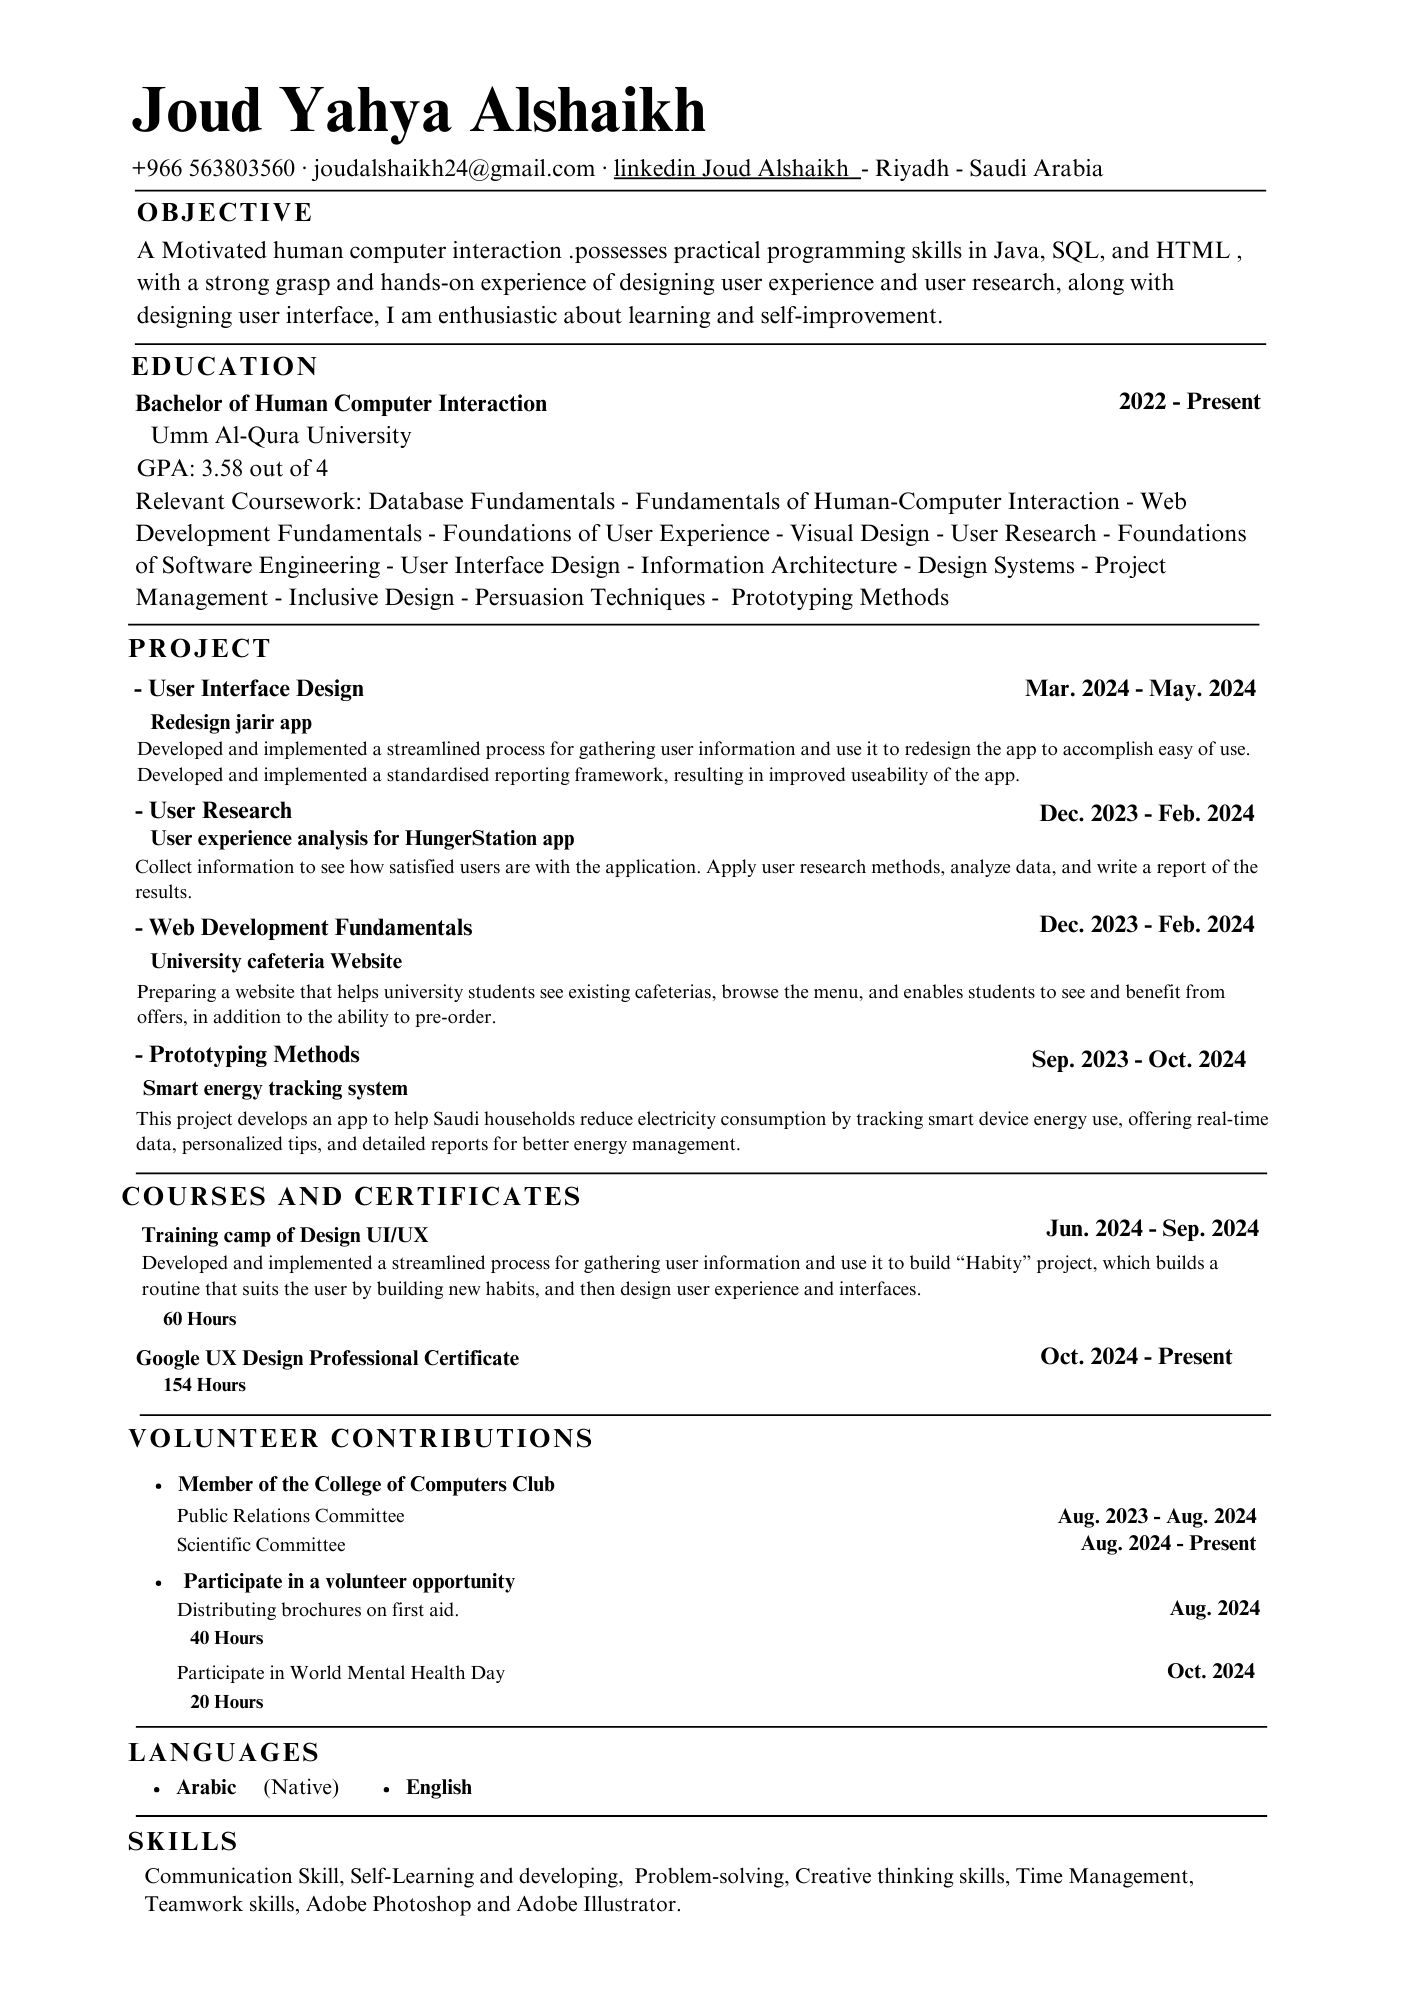 Joud Yahya Alshaikh
+966 563803560 · joudalshaikh24@gmail.com · linkedin Joud Alshaikh - Riyadh - Saudi Arabia
OBJECTIVE
A Motivated human computer interaction .possesses practical programming skills in Java, SQL, and HTML ,
with a strong grasp and hands-on experience of designing user experience and user research, along with
designing user interface, I am enthusiastic about learning and self-improvement.
EDUCATION
Bachelor of Human Computer Interaction 2022 - Present
Umm Al-Qura University
GPA: 3.58 out of 4
Relevant Coursework: Database Fundamentals - Fundamentals of Human-Computer Interaction - Web
Development Fundamentals - Foundations of User Experience - Visual Design - User Research - Foundations
of Software Engineering - User Interface Design - Information Architecture - Design Systems - Project
Management - Inclusive Design - Persuasion Techniques - Prototyping Methods
PROJECT
- User Interface Design Mar. 2024 - May. 2024
Redesign jarir app
Developed and implemented a streamlined process for gathering user information and use it to redesign the app to accomplish easy of use.
Developed and implemented a standardised reporting framework, resulting in improved useability of the app.
- User Research Dec. 2023 - Feb. 2024
User experience analysis for HungerStation app
Collect information to see how satisfied users are with the application. Apply user research methods, analyze data, and write a report of the
results.
- Web Development Fundamentals Dec. 2023 - Feb. 2024
University cafeteria Website
Preparing a website that helps university students see existing cafeterias, browse the menu, and enables students to see and benefit from
offers, in addition to the ability to pre-order.
- Prototyping Methods Sep. 2023 - Oct. 2024
Smart energy tracking system
This project develops an app to help Saudi households reduce electricity consumption by tracking smart device energy use, offering real-time
data, personalized tips, and detailed reports for better energy management.
COURSES AND CERTIFICATES
Training camp of Design UI/UX Jun. 2024 - Sep. 2024
Developed and implemented a streamlined process for gathering user information and use it to build “Habity” project, which builds a
routine that suits the user by building new habits, and then design user experience and interfaces.
60 Hours
Google UX Design Professional Certificate Oct. 2024 - Present
154 Hours
VOLUNTEER CONTRIBUTIONS
• Member of the College of Computers Club
Public Relations Committee Aug. 2023 - Aug. 2024
Scientific Committee Aug. 2024 - Present
• Participate in a volunteer opportunity
Distributing brochures on first aid. Aug. 2024
40 Hours
Participate in World Mental Health Day Oct. 2024
20 Hours
LANGUAGES
• Arabic (Native) • English
SKILLS
Communication Skill, Self-Learning and developing, Problem-solving, Creative thinking skills, Time Management,
Teamwork skills, Adobe Photoshop and Adobe Illustrator.